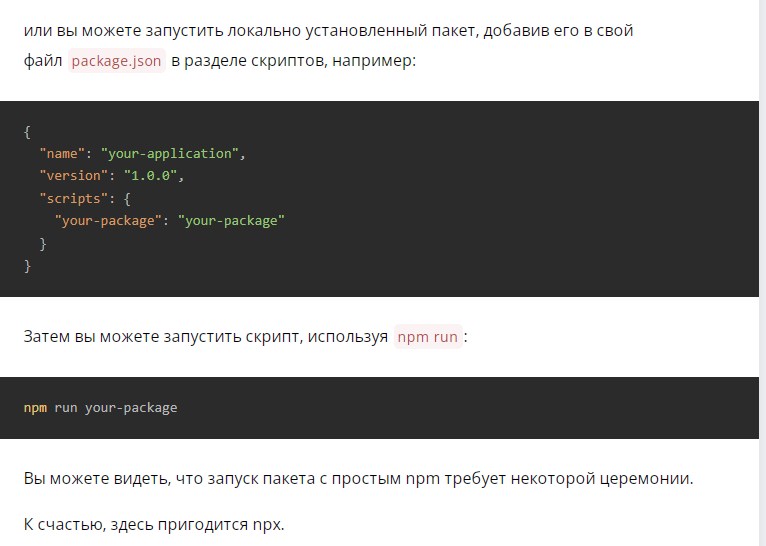 или вы можете запустить локально установленный пакет, добавив его в свой
файл package.json в разделе скриптов, например:
{
  "name": "your-application",
  "version": "1.0.0",
  "scripts": {
    "your-package": "your-package"
  }
}
Затем вы можете запустить скрипт, используя npm run :
npm run your-package
Вы можете видеть, что запуск пакета с простым npm требует некоторой церемонии.
К счастью, здесь пригодится npx.